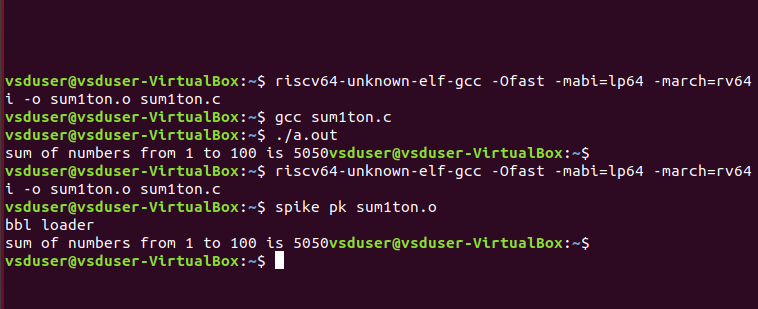 vsduser@vsduser-VirtualBox:~$ riscv64-unknown-elf-gcc -Ofast -mabi=lp64 -march=rv64
i -o sum1ton.o sum1ton.c
vsduser@vsduser-VirtualBox:~$ gcc sum1ton.c
vsduser@vsduser-VirtualBox:~$ ./a.out
sum of numbers from 1 to 100 is 5050vsduser@vsduser-VirtualBox:~$
vsduser@vsduser-VirtualBox:~$ riscv64-unknown-elf-gcc -Ofast -mabi=lp64 -march=rv64
i -o sum1ton.o sum1ton.c
vsduser@vsduser-VirtualBox:~$ spike pk sum1ton.o
bbl loader
sum of numbers from 1 to 100 is 5050vsduser@vsduser-VirtualBox:~$
vsduser@vsduser-VirtualBox:~$